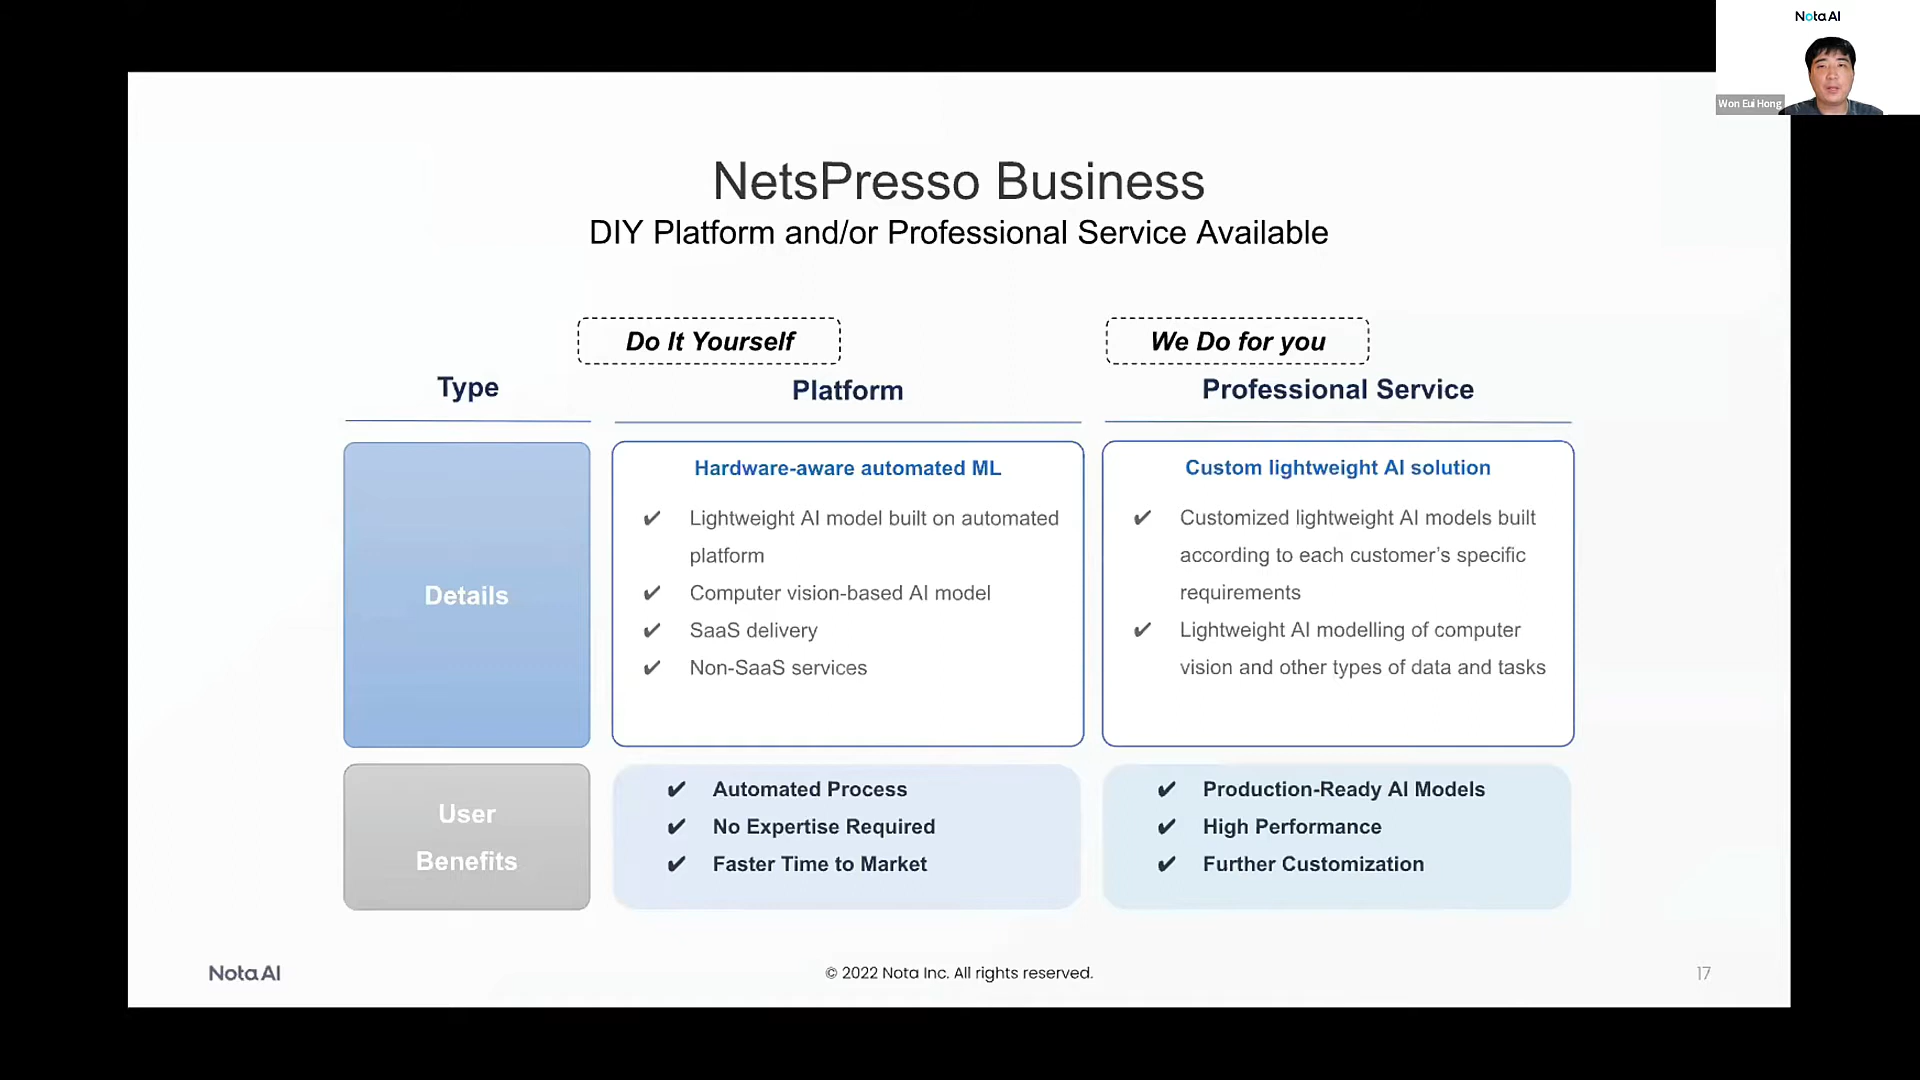 Nota AI
Won Eui Hong
NetsPresso Business
DIY Platform and/or Professional Service Available
Do It Yourself
We Do for you
Type
Platform
Professional Service
Details
Hardware-aware automated ML
✔ Lightweight AI model built on automated
platform
✔ Computer vision-based AI model
✔ SaaS delivery
✔ Non-SaaS services
Custom lightweight AI solution
✔ Customized lightweight AI models built
according to each customer’s specific
requirements
✔ Lightweight AI modelling of computer
vision and other types of data and tasks
User
Benefits
✔ Automated Process
✔ No Expertise Required
✔ Faster Time to Market
✔ Production-Ready AI Models
✔ High Performance
✔ Further Customization
Nota AI
© 2022 Nota Inc. All rights reserved.
17